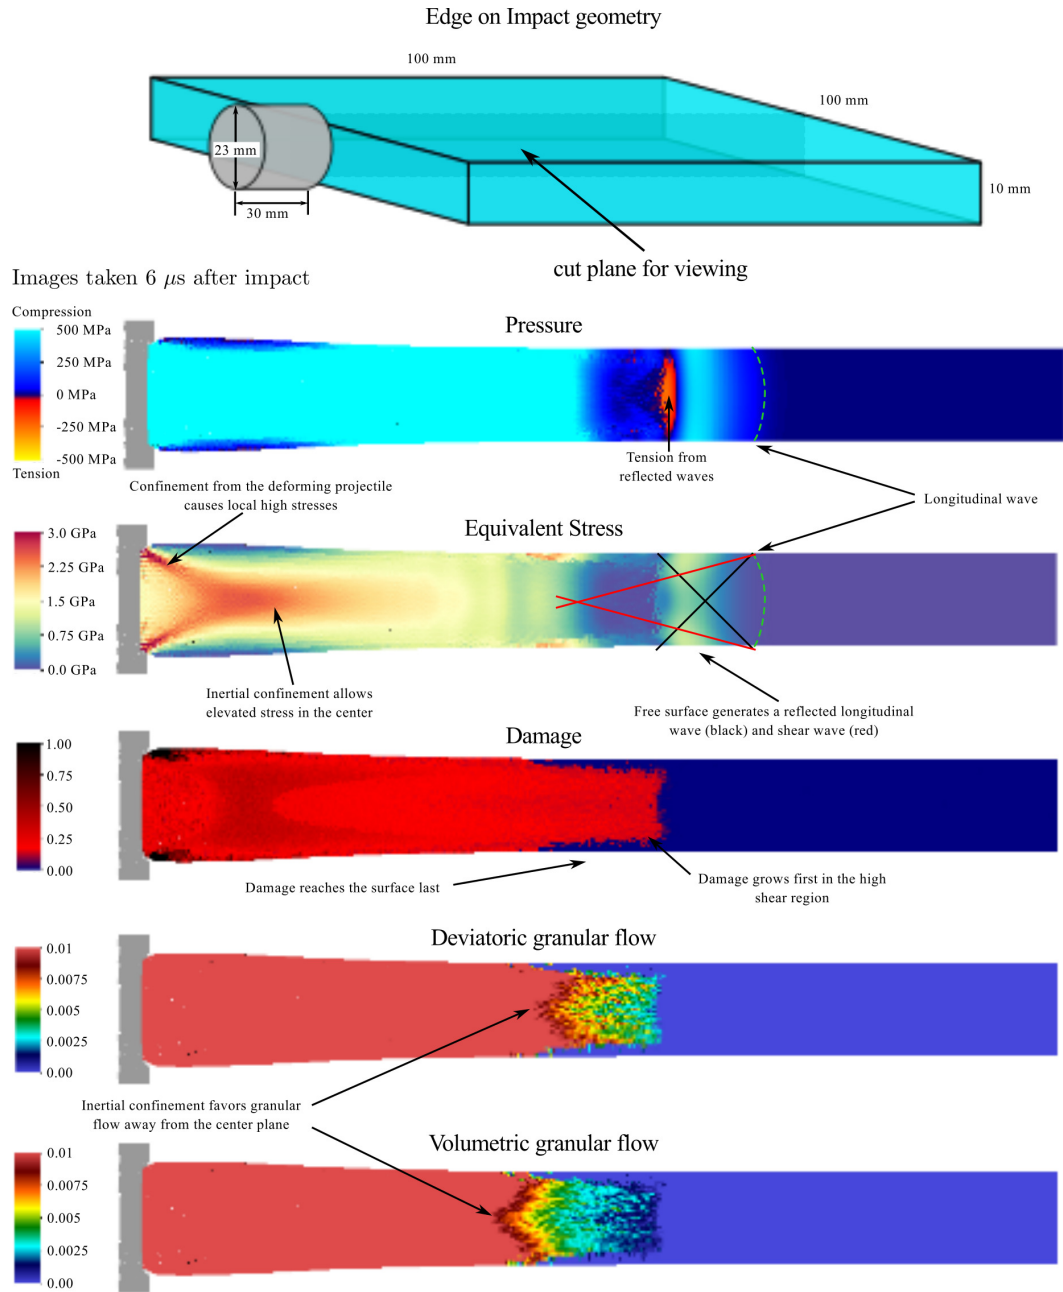 Edge on Impact geometry
100 mm
100 mm
23 mm
10 mm
30 mm
cut plane for viewing
Images taken 6 μs after impact
Compression
Pressure
500 MPa
250 MPa
0 MPa
-250 MPa
-500 MPa
Tension
Tension from
reflected waves
Confinement from the deforming projectile
causes local high stresses
Longitudinal wave
Equivalent Stress
3.0 GPa
2.25 GPa
1.5 GPa
0.75 GPa
0.0 GPa
Inertial confinement allows
elevated stress in the center
Free surface generates a reflected longitudinal
wave (black) and shear wave (red)
Damage
1.00
0.75
0.50
0.25
0.00
Damage reaches the surface last
Damage grows first in the high
shear region
Deviatoric granular flow
0.01
0.0075
0.005
0.0025
0.00
Inertial confinement favors granular
flow away from the center plane
Volumetric granular flow
0.01
0.0075
0.005
0.0025
0.00